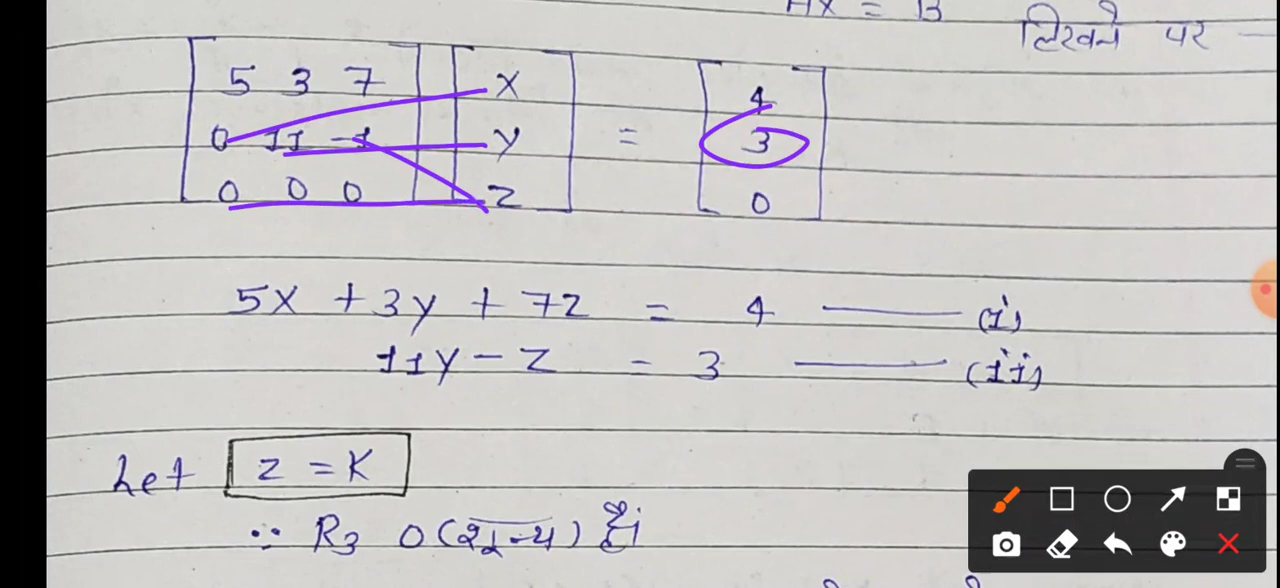 AX = B लिखने पर —
5 3 7 x 4
0 11 -1 y = 3
0 0 0 z 0
5x + 3y + 7z = 4 —— (i)
11y - z = 3 —— (ii)
Let z = K
∵ R3 0 (शून्य) है।